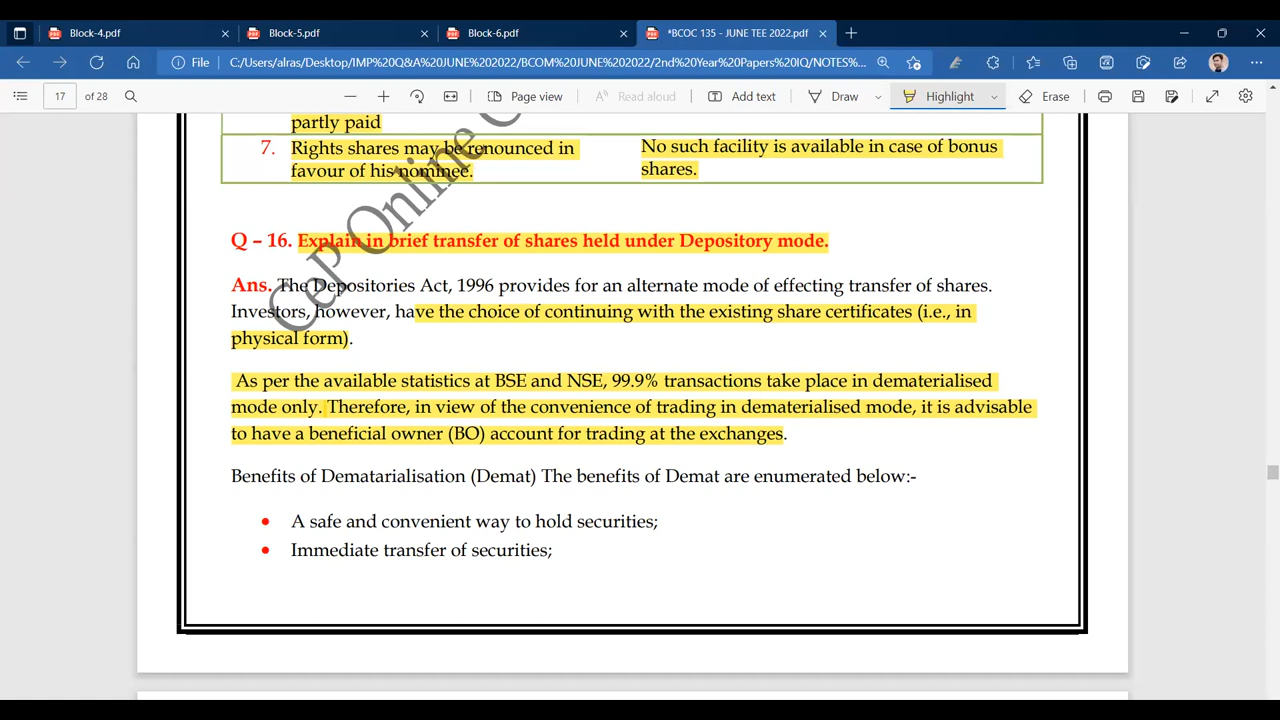 Block-4.pdf
Block-5.pdf
Block-6.pdf
*BCOC 135 - JUNE TEE 2022.pdf
File
C:/Users/alras/Desktop/IMP%20Q&A%20JUNE%202022/BCOM%20JUNE%202022/2nd%20Year%20Papers%20IQ/NOTES%...
17 of 28
Page view
Read aloud
Add text
Draw
Highlight
Erase
partly paid
7. Rights shares may be renounced in No such facility is available in case of bonus
favour of his nominee. shares.
CeP Online
Q – 16. Explain in brief transfer of shares held under Depository mode.
Ans. The Depositories Act, 1996 provides for an alternate mode of effecting transfer of shares.
Investors, however, have the choice of continuing with the existing share certificates (i.e., in
physical form).
As per the available statistics at BSE and NSE, 99.9% transactions take place in dematerialised
mode only. Therefore, in view of the convenience of trading in dematerialised mode, it is advisable
to have a beneficial owner (BO) account for trading at the exchanges.
Benefits of Dematarialisation (Demat) The benefits of Demat are enumerated below:-
• A safe and convenient way to hold securities;
• Immediate transfer of securities;